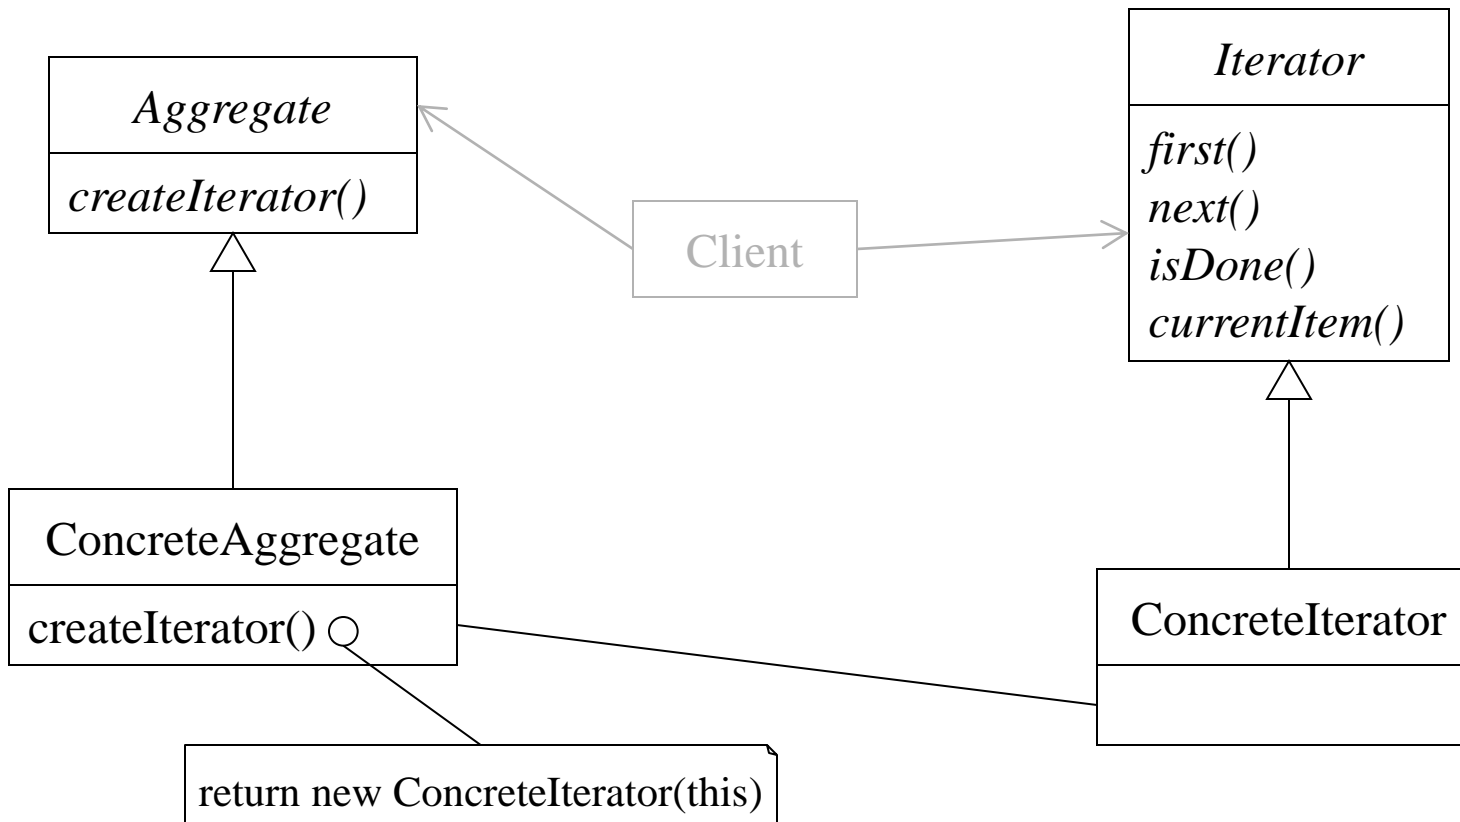 Aggregate
createIterator()
Client
Iterator
first()
next()
isDone()
currentItem()
ConcreteAggregate
createIterator()
ConcreteIterator
return new ConcreteIterator(this)